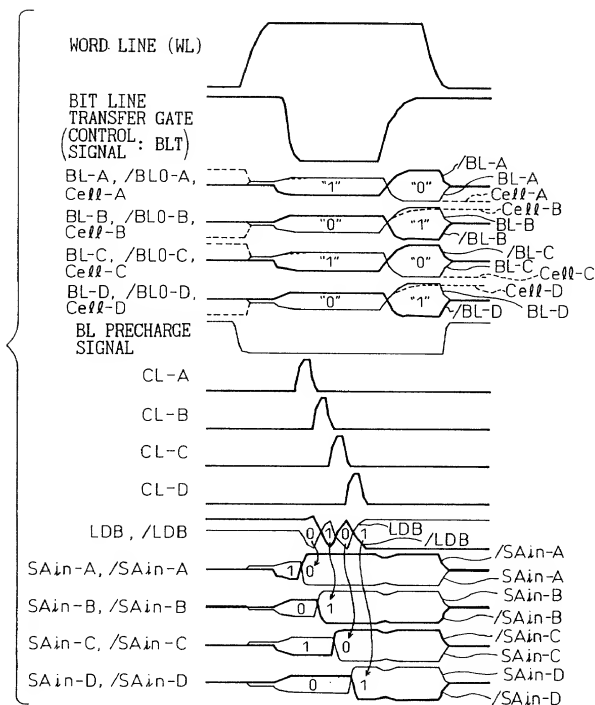 WORD LINE (WL)
BIT LINE
TRANSFER GATE
(CONTROL
SIGNAL : BLT)
/BL-A
BL-A, /BL0-A,
Cell-A
"1"
"0"
BL-A
Cell-A
BL-B, /BL0-B,
Cell-B
"0"
"1"
Cell-B
BL-B
/BL-B
BL-C, /BL0-C,
Cell-C
"1"
"0"
/BL-C
BL-C
Cell-C
BL-D, /BL0-D,
Cell-D
"0"
"1"
Cell-D
/BL-D
BL-D
BL PRECHARGE
SIGNAL
CL-A
CL-B
CL-C
CL-D
LDB, /LDB
0 1 0 1
LDB
/LDB
SAin-A, /SAin-A
1 0
/SAin-A
SAin-A
SAin-B, /SAin-B
0 1
SAin-B
/SAin-B
SAin-C, /SAin-C
1 0
/SAin-C
SAin-C
SAin-D, /SAin-D
0 1
SAin-D
/SAin-D